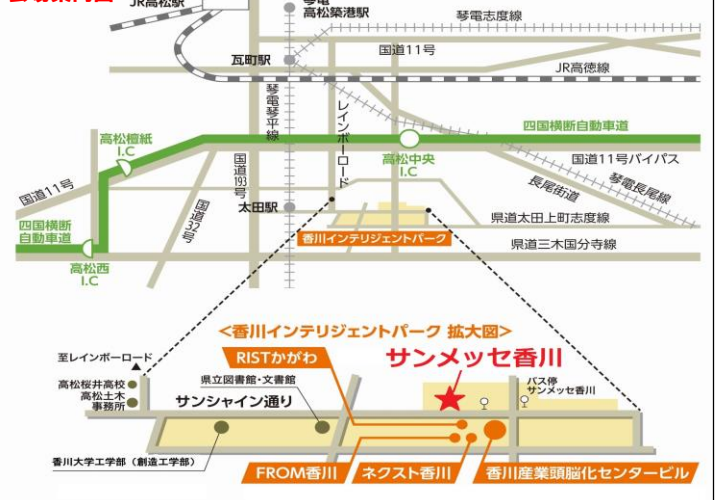 会場案内図
JR高松駅
琴電
高松築港駅
琴電志度線
国道11号
瓦町駅
JR高徳線
琴電琴平線
レインボーロード
四国横断自動車道
高松檀紙
I.C
高松中央
I.C
国道11号バイパス
国道193号
長尾街道
琴電長尾線
国道11号
国道32号
太田駅
県道太田上町志度線
四国横断
自動車道
香川インテリジェントパーク
県道三木国分寺線
高松西
I.C
<香川インテリジェントパーク 拡大図>
至レインボーロード
RISTかがわ
サンメッセ香川
高松桜井高校
県立図書館・文書館
バス停
サンメッセ香川
高松土木
事務所
サンシャイン通り
香川大学工学部（創造工学部）
FROM香川
ネクスト香川
香川産業頭脳化センタービル